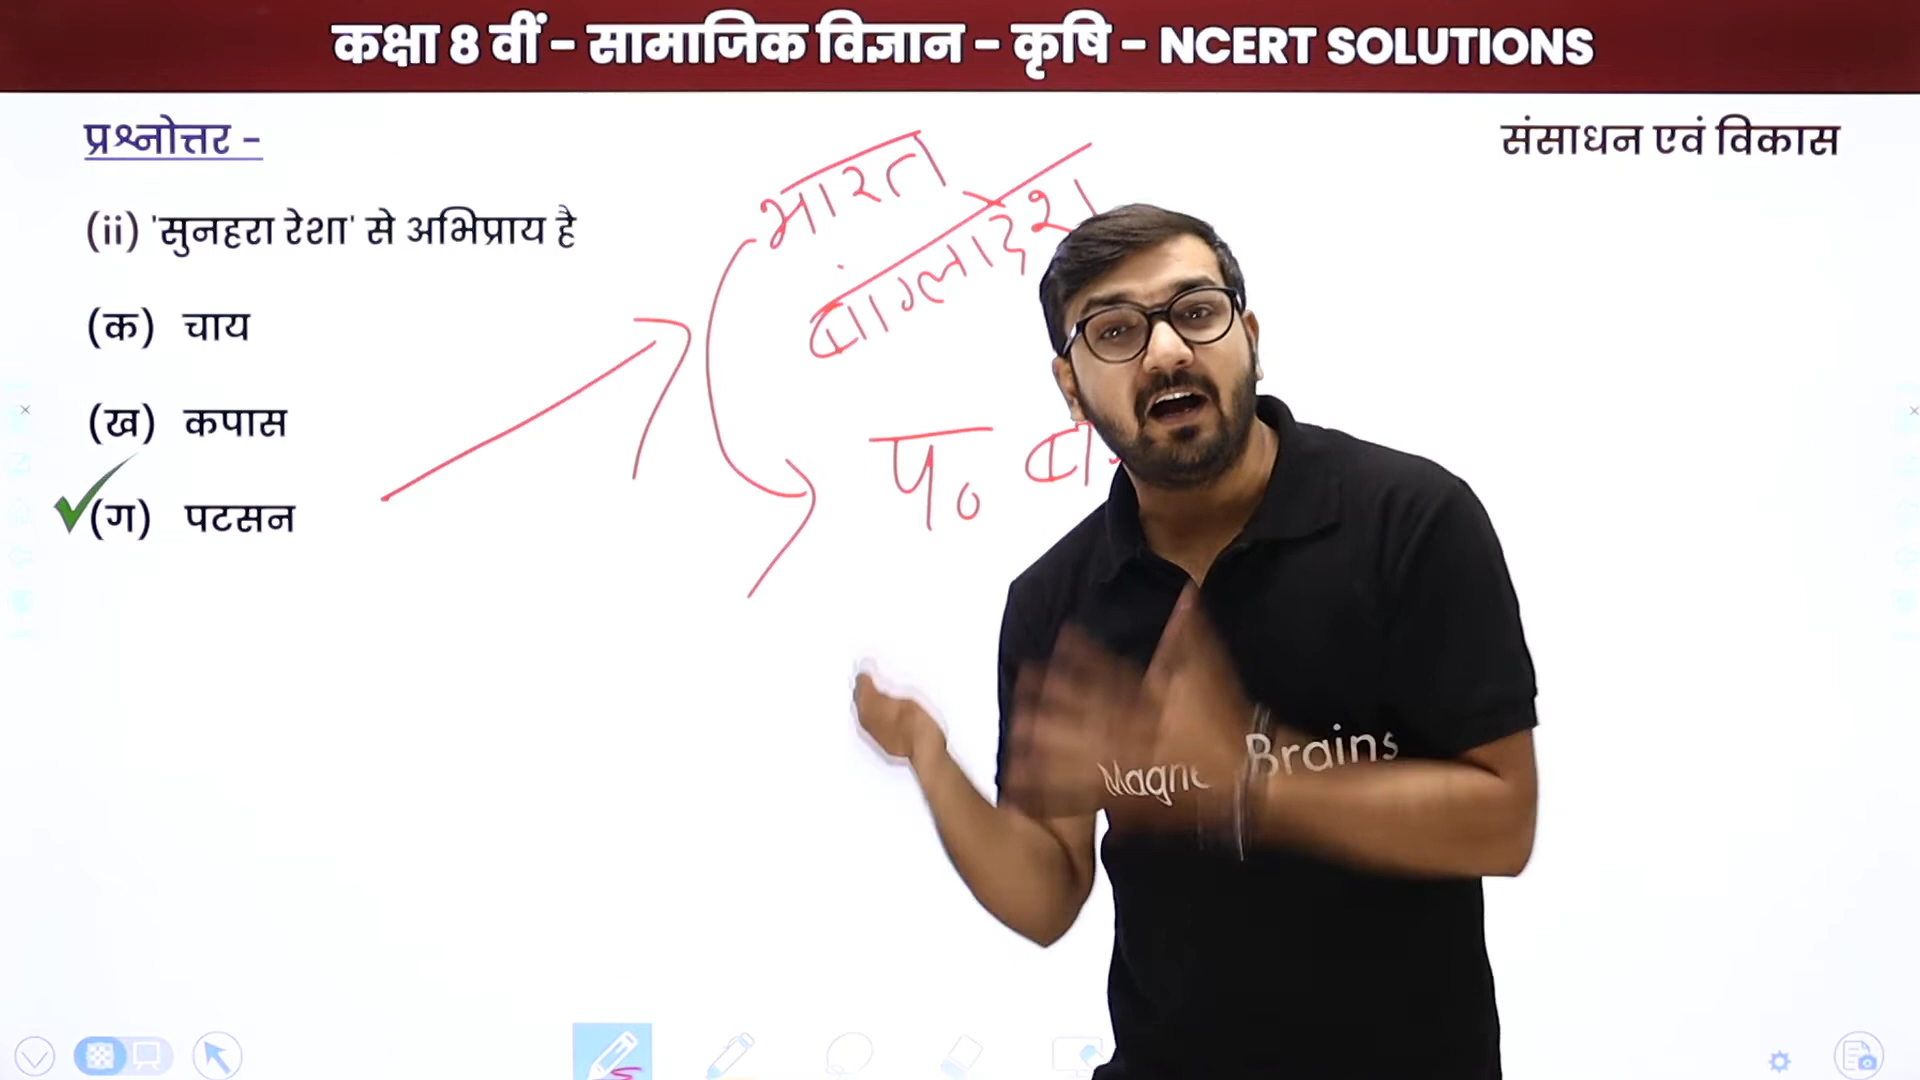 कक्षा 8 वीं - सामाजिक विज्ञान - कृषि - NCERT SOLUTIONS
प्रश्नोत्तर -
संसाधन एवं विकास
(ii) 'सुनहरा रेशा' से अभिप्राय है
(क) चाय
(ख) कपास
(ग) पटसन
भारत
बांग्लादेश
प०
Brains